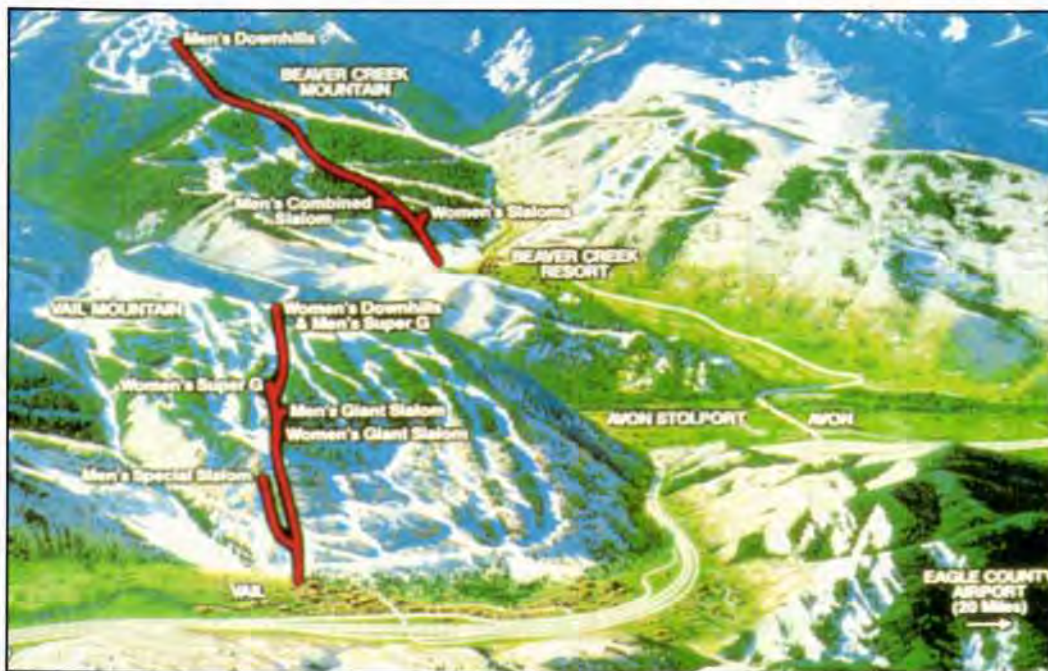 Men's Downhills
BEAVER CREEK
MOUNTAIN
Men's Combined
Slalom
Women's Slaloms
BEAVER CREEK
RESORT
VAIL MOUNTAIN
Women's Downhills
& Men's Super G
Women's Super G
Men's Giant Slalom
Women's Giant Slalom
AVON STOLPORT
AVON
Men's Special Slalom
VAIL
EAGLE COUNTY
AIRPORT
(20 Miles)